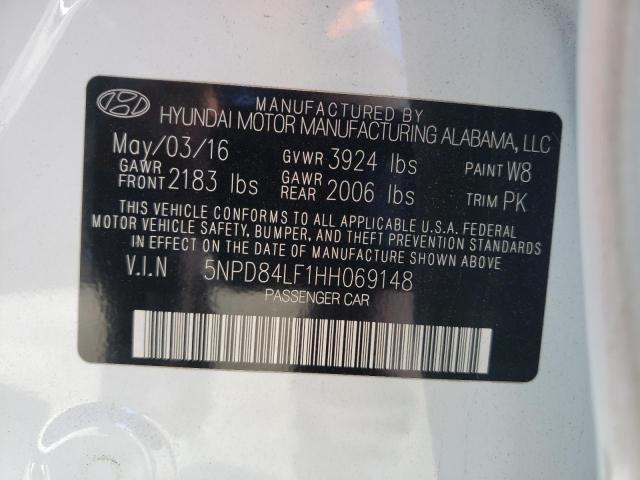 MANUFACTURED BY
HYUNDAI MOTOR MANUFACTURING ALABAMA, LLC
May/03/16 GVWR 3924 lbs PAINT W8
GAWR FRONT 2183 lbs GAWR REAR 2006 lbs TRIM PK
THIS VEHICLE CONFORMS TO ALL APPLICABLE U.S.A. FEDERAL
MOTOR VEHICLE SAFETY, BUMPER, AND THEFT PREVENTION STANDARDS
IN EFFECT ON THE DATE OF MANUFACTURE SHOWN ABOVE.
V.I.N 5NPD84LF1HH069148
PASSENGER CAR